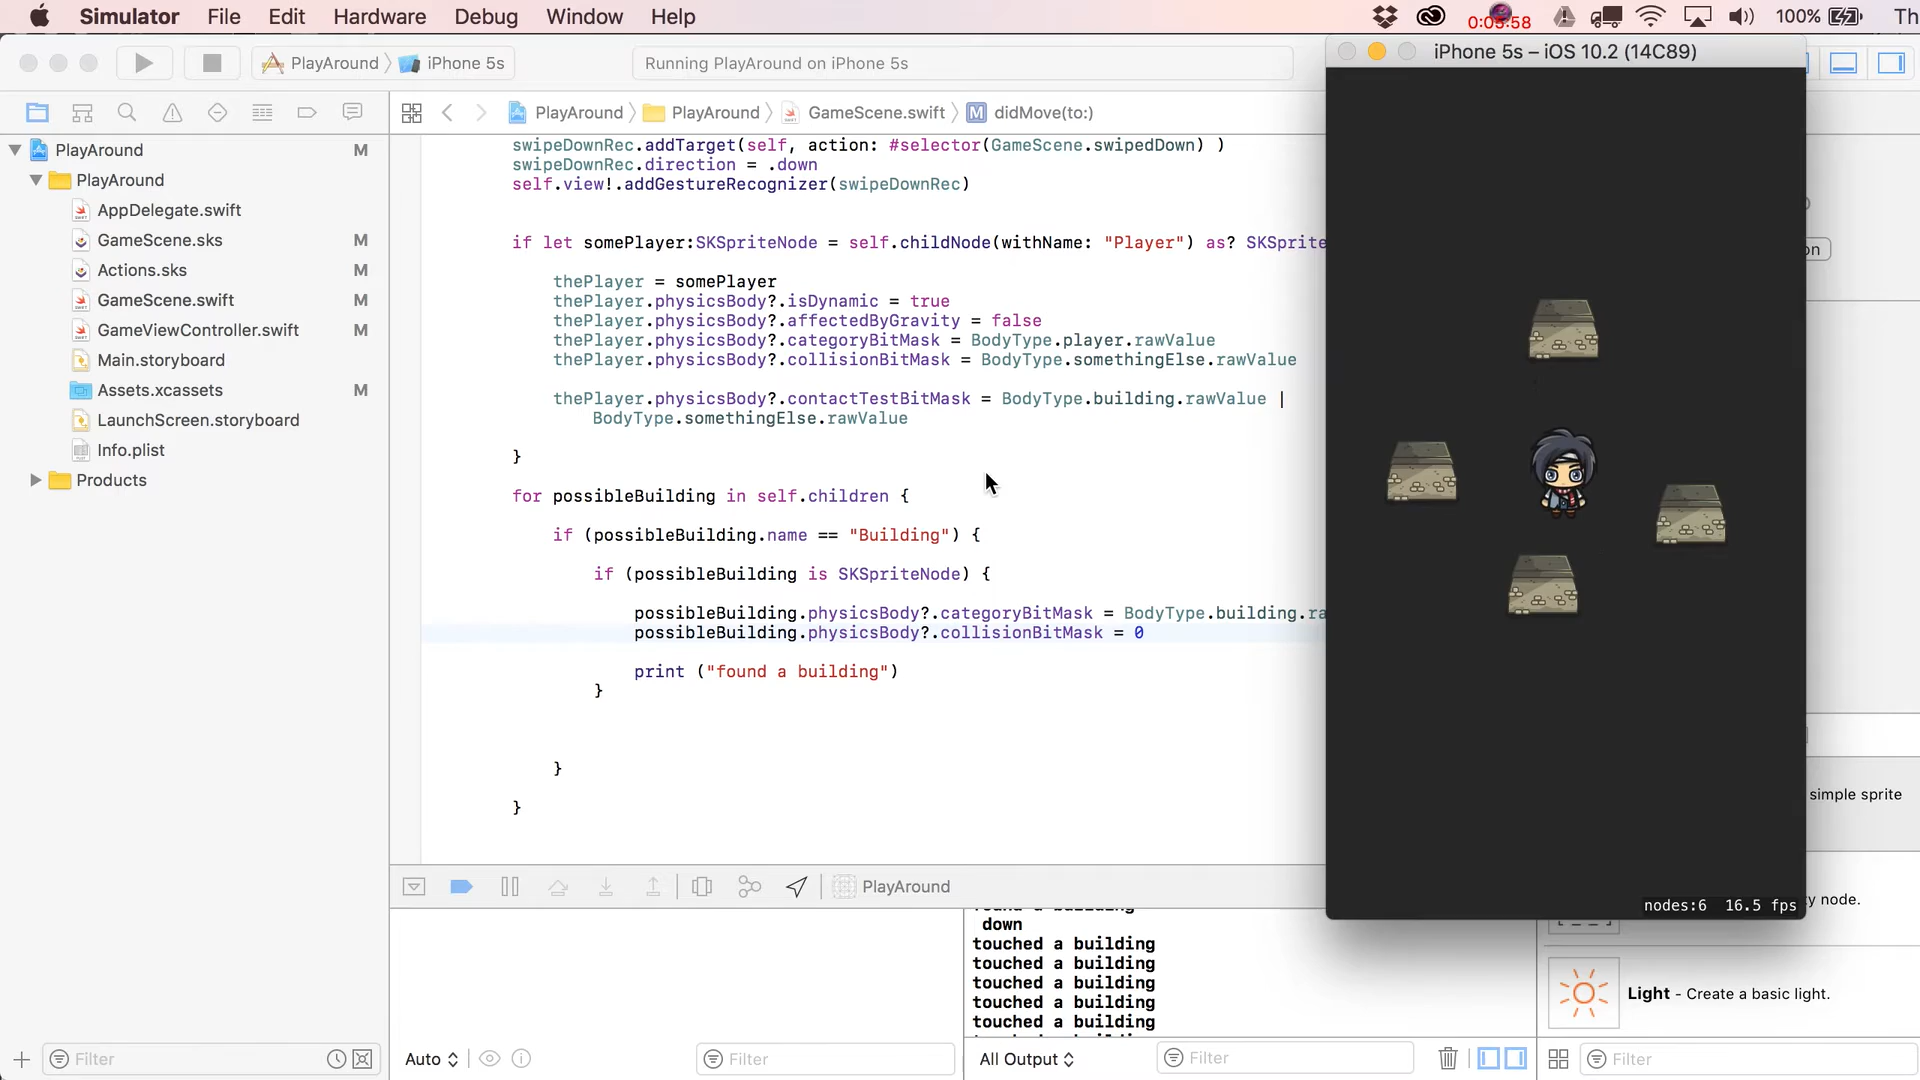 Simulator File Edit Hardware Debug Window Help 0:05:58 100% Th
PlayAround iPhone 5s Running PlayAround on iPhone 5s
iPhone 5s – iOS 10.2 (14C89)
PlayAround PlayAround GameScene.swift M didMove(to:)
PlayAround M
PlayAround
AppDelegate.swift
GameScene.sks M
Actions.sks M
GameScene.swift M
GameViewController.swift M
Main.storyboard
Assets.xcassets M
LaunchScreen.storyboard
Info.plist
Products
swipeDownRec.addTarget(self, action: #selector(GameScene.swipedDown) )
swipeDownRec.direction = .down
self.view!.addGestureRecognizer(swipeDownRec)
if let somePlayer:SKSpriteNode = self.childNode(withName: "Player") as? SKSprite
thePlayer = somePlayer
thePlayer.physicsBody?.isDynamic = true
thePlayer.physicsBody?.affectedByGravity = false
thePlayer.physicsBody?.categoryBitMask = BodyType.player.rawValue
thePlayer.physicsBody?.collisionBitMask = BodyType.somethingElse.rawValue
thePlayer.physicsBody?.contactTestBitMask = BodyType.building.rawValue |
BodyType.somethingElse.rawValue
}
for possibleBuilding in self.children {
if (possibleBuilding.name == "Building") {
if (possibleBuilding is SKSpriteNode) {
possibleBuilding.physicsBody?.categoryBitMask = BodyType.building.ra
possibleBuilding.physicsBody?.collisionBitMask = 0
print ("found a building")
}
}
}
on
nodes:6 16.5 fps
simple sprite
y node.
Light - Create a basic light.
PlayAround
down
touched a building
touched a building
touched a building
touched a building
touched a building
Filter
Auto
Filter
All Output
Filter
Filter